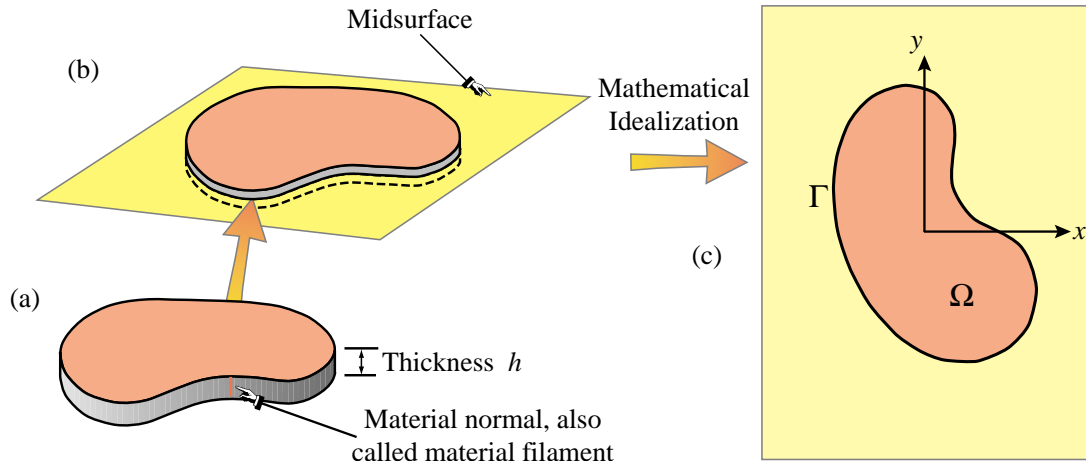 Midsurface
(b)
Mathematical
Idealization
y
Γ
x
(c)
Ω
(a)
Thickness h
Material normal, also
called material filament